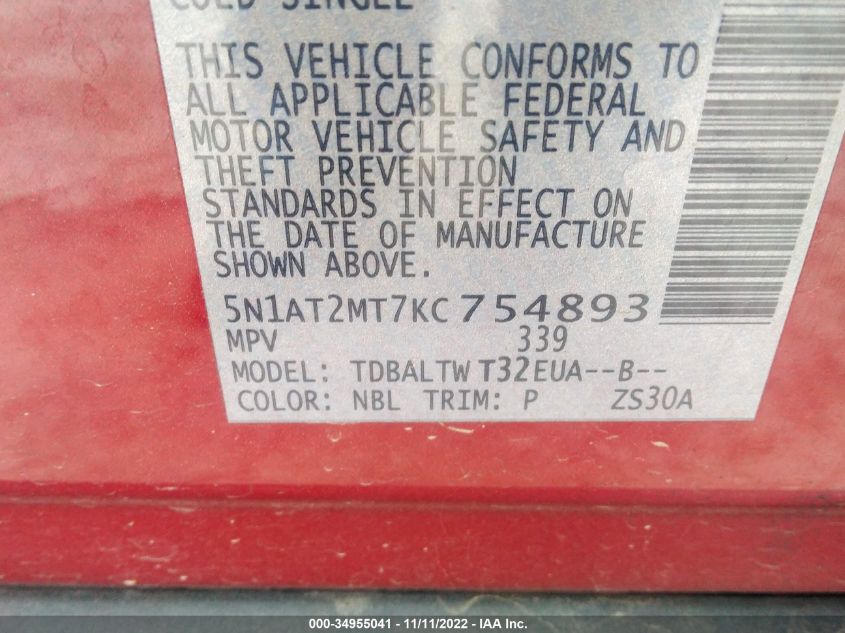 COLD SINGLE
THIS VEHICLE CONFORMS TO
ALL APPLICABLE FEDERAL
MOTOR VEHICLE SAFETY AND
THEFT PREVENTION
STANDARDS IN EFFECT ON
THE DATE OF MANUFACTURE
SHOWN ABOVE.
5N1AT2MT7KC754893
MPV 339
MODEL: TDBALTW T32EUA--B--
COLOR: NBL TRIM: P ZS30A
000-34955041 - 11/11/2022 - IAA Inc.